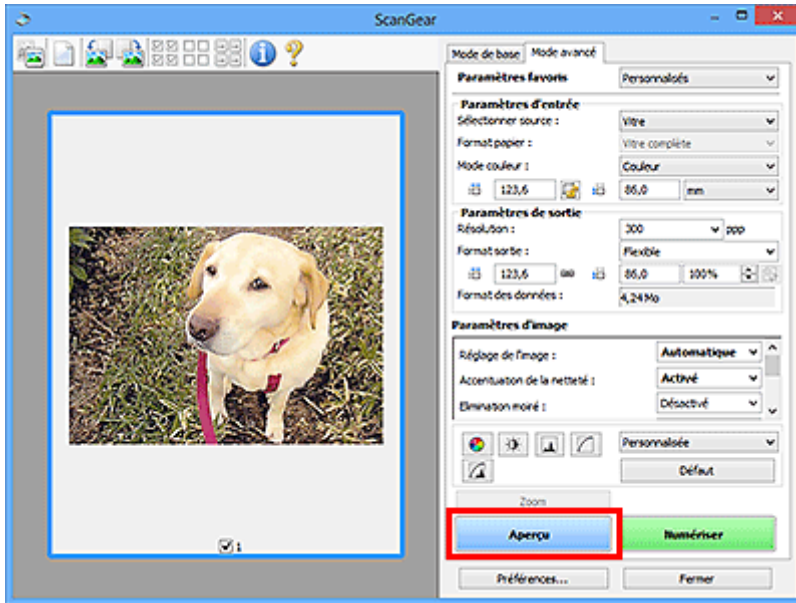 ScanGear
Mode de base Mode avancé
Paramètres favoris Personnalisés
Paramètres d'entrée
Sélectionner source : Vitre
Format papier : Vitre complète
Mode couleur : Couleur
123,6 86,0 mm
Paramètres de sortie
Résolution : 300 ppp
Format sortie : Flexible
123,6 86,0 100%
Format des données : 4,24Mo
Paramètres d'image
Réglage de l'image : Automatique
Accentuation de la netteté : Activé
Elimination moiré : Désactivé
Personnalisée
Défaut
Zoom
Aperçu Numériser
1
Préférences... Fermer